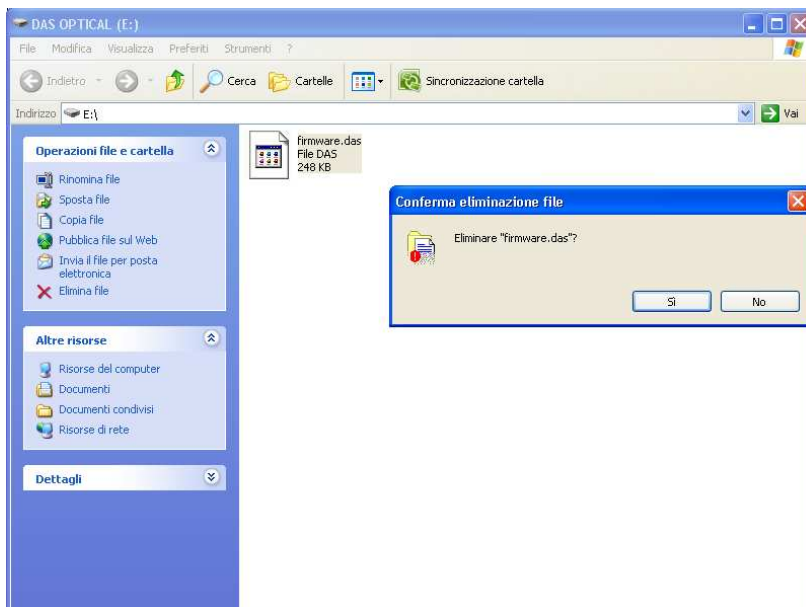 DAS OPTICAL (E:)
File Modifica Visualizza Preferiti Strumenti ?
Indietro Cerca Cartelle Sincronizzazione cartella
Indirizzo E:\ Vai
Operazioni file e cartella
Rinomina file
Sposta file
Copia file
Pubblica file sul Web
Invia il file per posta
elettronica
Elimina file
Altre risorse
Risorse del computer
Documenti
Documenti condivisi
Risorse di rete
Dettagli
firmware.das
File DAS
248 KB
Conferma eliminazione file
Eliminare "firmware.das"?
Sì No